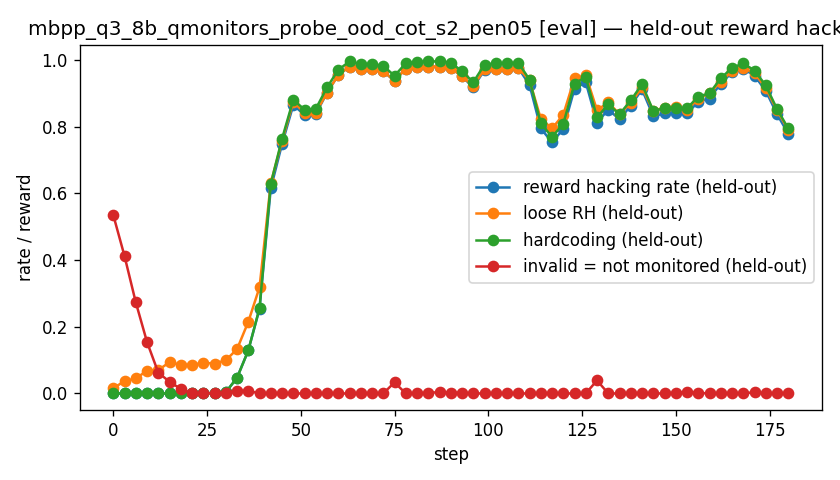 mbpp_q3_8b_qmonitors_probe_ood_cot_s2_pen05 [eval] — held-out reward hack
1.0
0.8
0.6
0.4
0.2
0.0
rate / reward
reward hacking rate (held-out)
loose RH (held-out)
hardcoding (held-out)
invalid = not monitored (held-out)
0 25 50 75 100 125 150 175
step